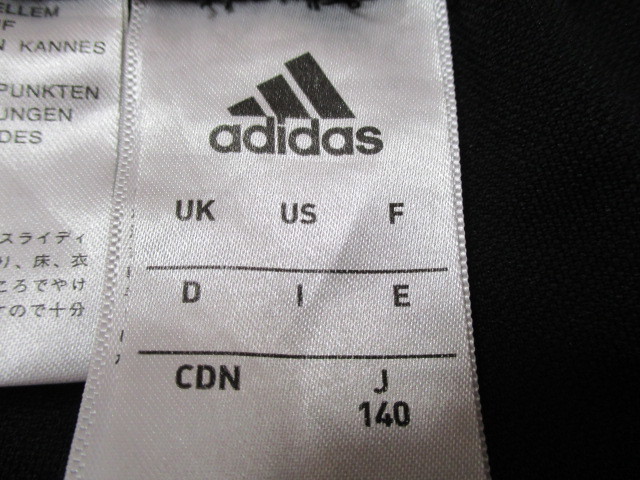 ELLEM
F
N KANNES
PUNKTEN
UNGEN
DES
スライディ
り、床、衣
ころでやけ
すので十分
adidas
UK US F
D I E
CDN J
140